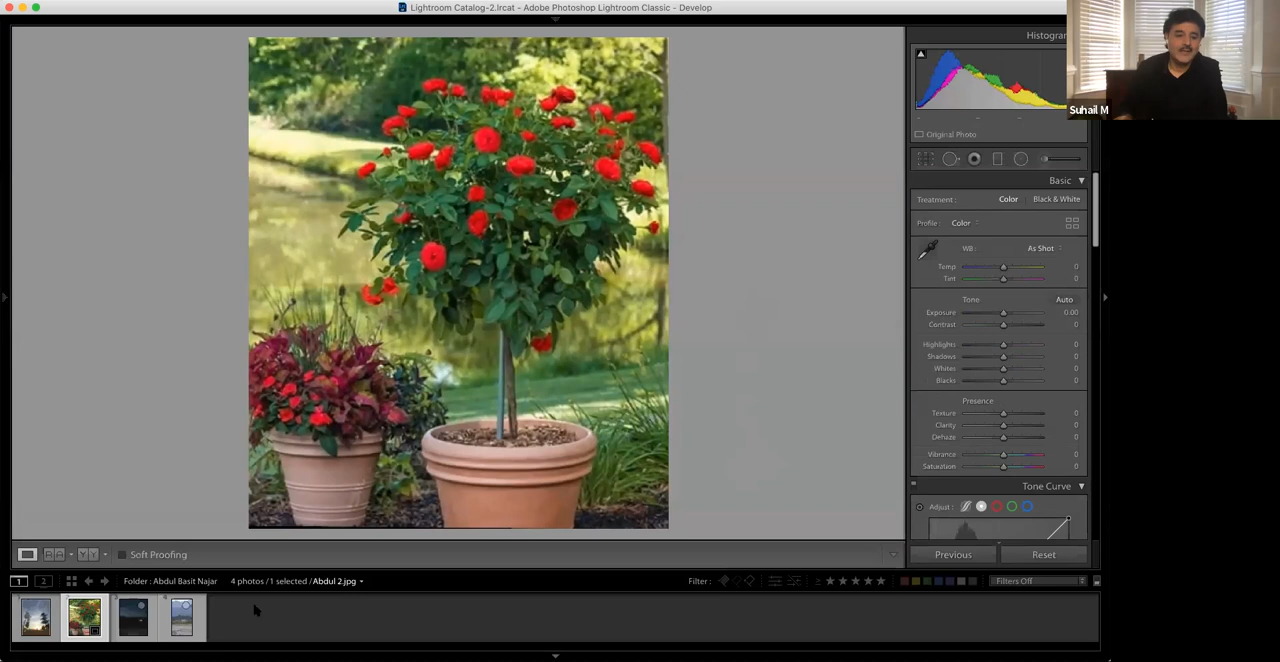 Lightroom Catalog-2.lrcat - Adobe Photoshop Lightroom Classic - Develop
Histogram
Suhail M
Original Photo
Basic
Treatment: Color Black & White
Profile: Color
WB: As Shot
Temp 0
Tint 0
Tone Auto
Exposure 0.00
Contrast 0
Highlights 0
Shadows 0
Whites 0
Blacks 0
Presence
Texture 0
Clarity 0
Dehaze 0
Vibrance 0
Saturation 0
Tone Curve
Adjust:
Previous Reset
RA YY Soft Proofing
1 2 Folder: Abdul Basit Najar 4 photos / 1 selected / Abdul 2.jpg Filter: Filters Off